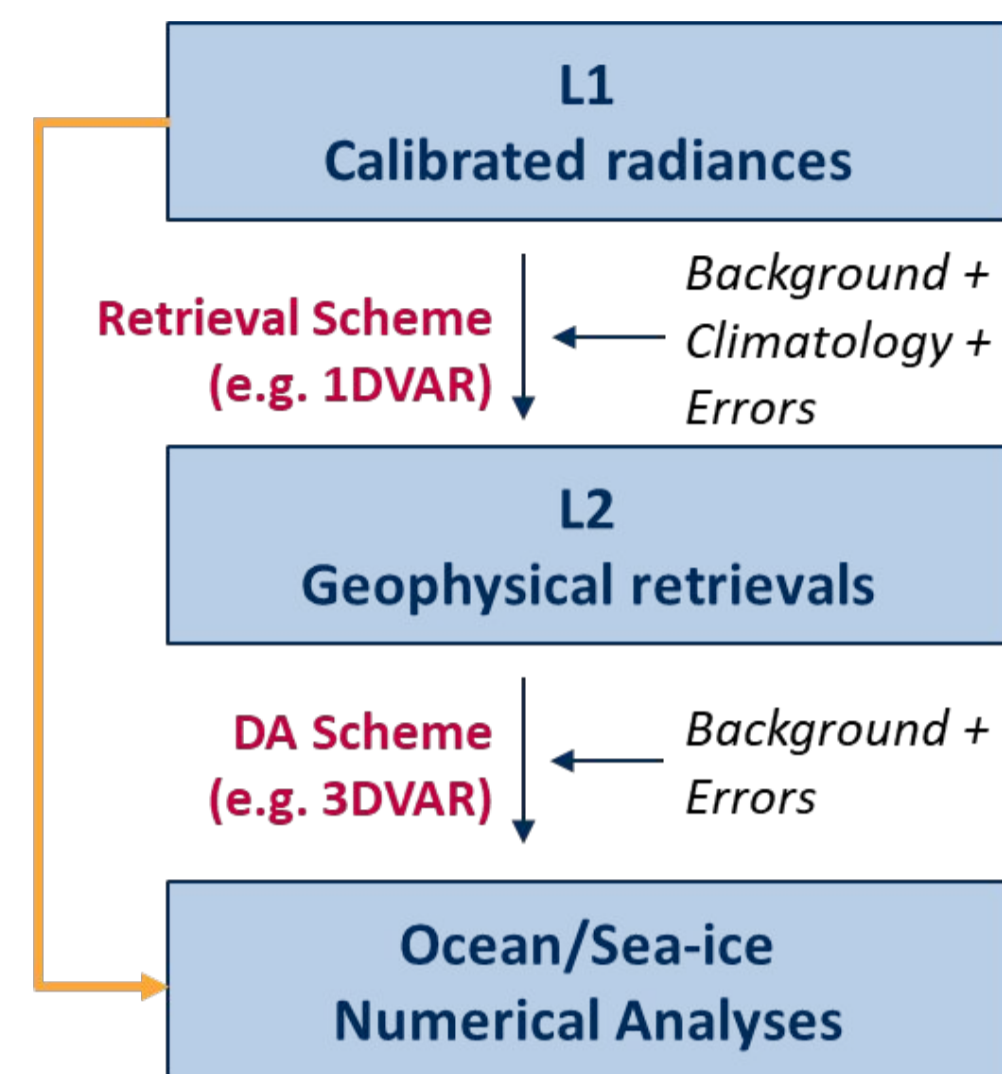 L1
Calibrated radiances
Retrieval Scheme
(e.g. 1DVAR)
Background +
Climatology +
Errors
L2
Geophysical retrievals
DA Scheme
(e.g. 3DVAR)
Background +
Errors
Ocean/Sea-ice
Numerical Analyses